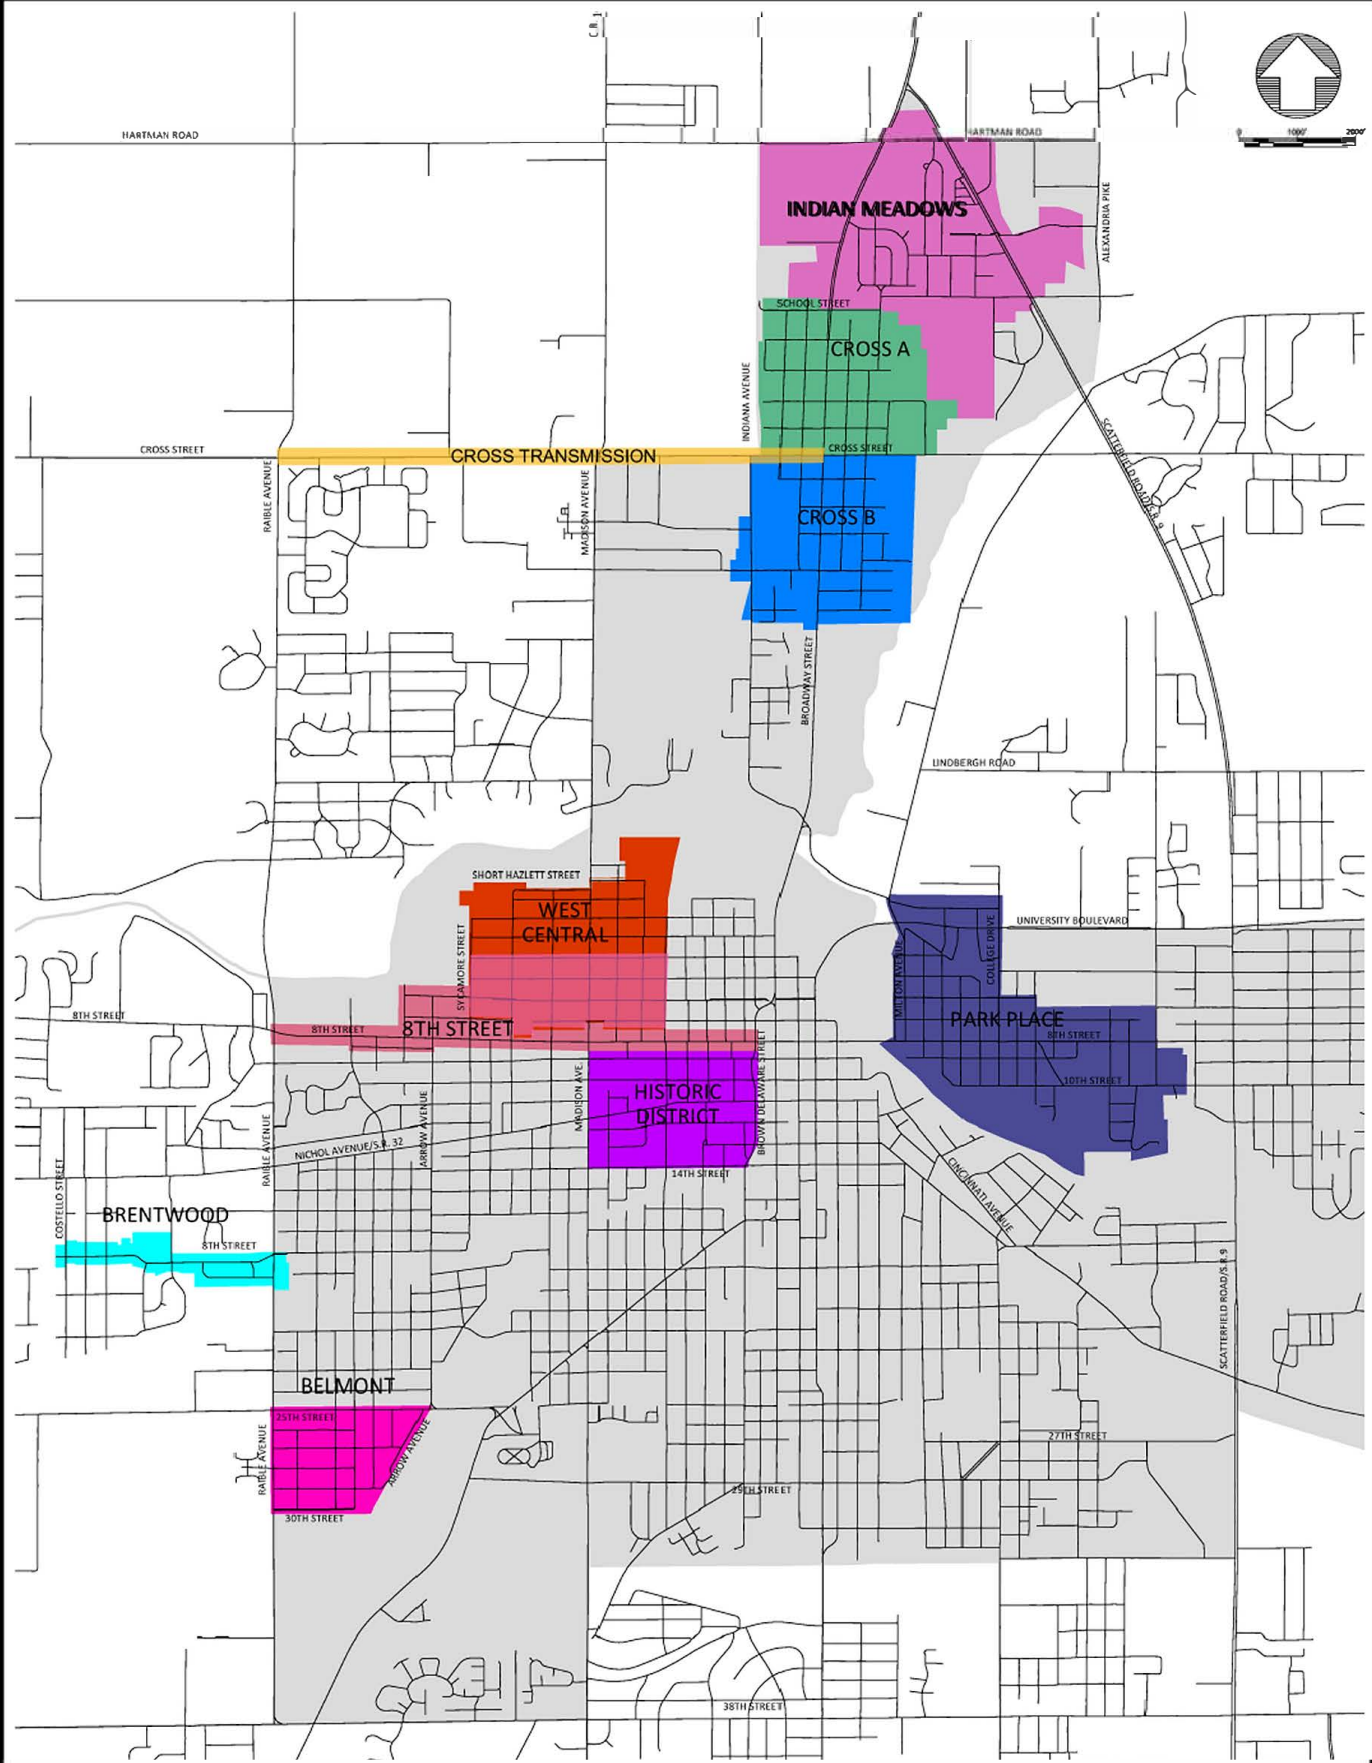 C.R. 1
HARTMAN ROAD
HARTMAN ROAD
0 1000' 2000'
INDIAN MEADOWS
ALEXANDRIA PIKE
SCHOOL STREET
CROSS A
INDIANA AVENUE
CROSS STREET
CROSS TRANSMISSION
CROSS STREET
SCATTERFIELD ROAD/S.R. 9
RAIBLE AVENUE
MADISON AVENUE
CROSS B
BROADWAY STREET
LINDBERGH ROAD
SHORT HAZLETT STREET
WEST
CENTRAL
SYCAMORE STREET
UNIVERSITY BOULEVARD
COLLEGE DRIVE
MILTON AVENUE
8TH STREET
8TH STREET
8TH STREET
PARK PLACE
8TH STREET
10TH STREET
HISTORIC
DISTRICT
MADISON AVE.
BROWN DELAWARE STREET
ARROW AVENUE
RAIBLE AVENUE
NICHOL AVENUE/S.R. 32
14TH STREET
CINCINNATI AVENUE
COSTELLO STREET
BRENTWOOD
8TH STREET
SCATTERFIELD ROAD/S.R.9
BELMONT
25TH STREET
ARROW AVENUE
RAIBLE AVENUE
30TH STREET
27TH STREET
29TH STREET
38TH STREET